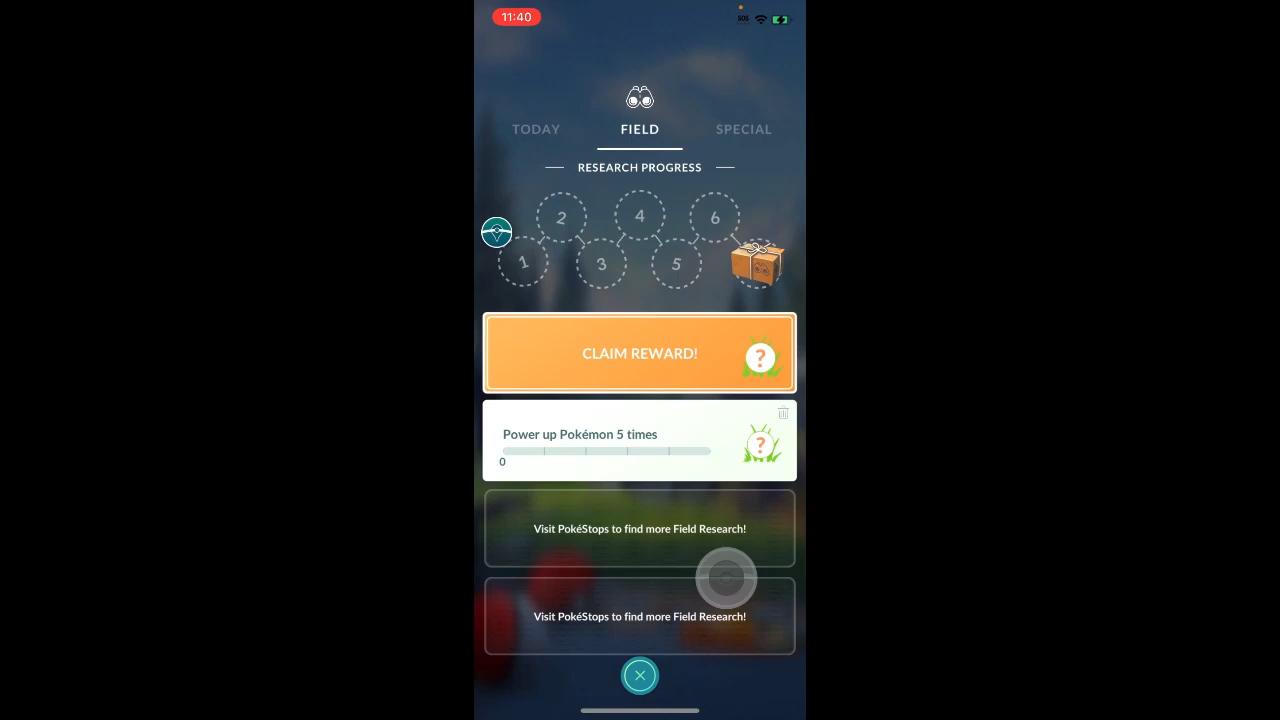 11:40
SOS
TODAY
FIELD
SPECIAL
RESEARCH PROGRESS
2
4
6
1
3
5
CLAIM REWARD!
?
Power up Pokémon 5 times
?
0
Visit PokéStops to find more Field Research!
Visit PokéStops to find more Field Research!